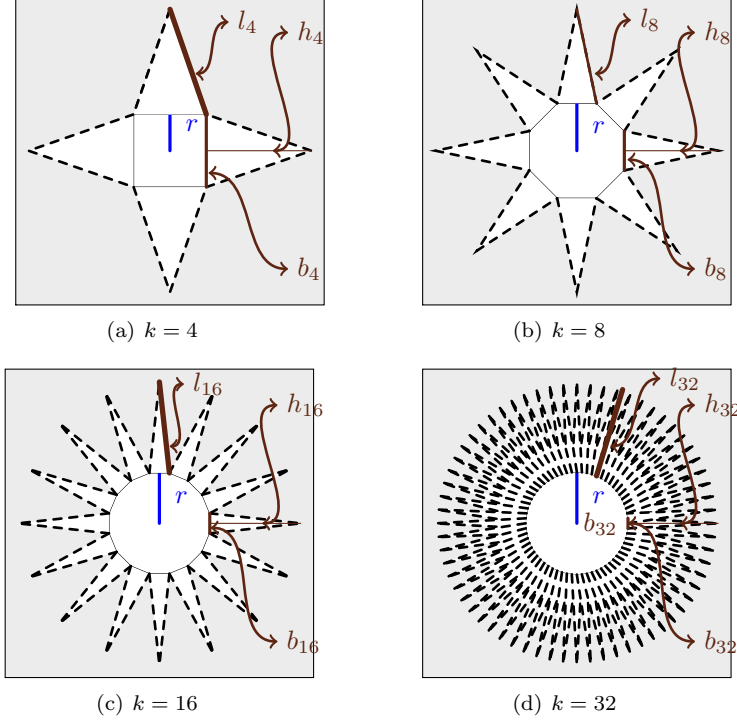 l₄ h₄
r
b₄
(a) k = 4
l₈ h₈
r
b₈
(b) k = 8
l₁₆
h₁₆
r
b₁₆
(c) k = 16
l₃₂
h₃₂
r
b₃₂
b₃₂
(d) k = 32